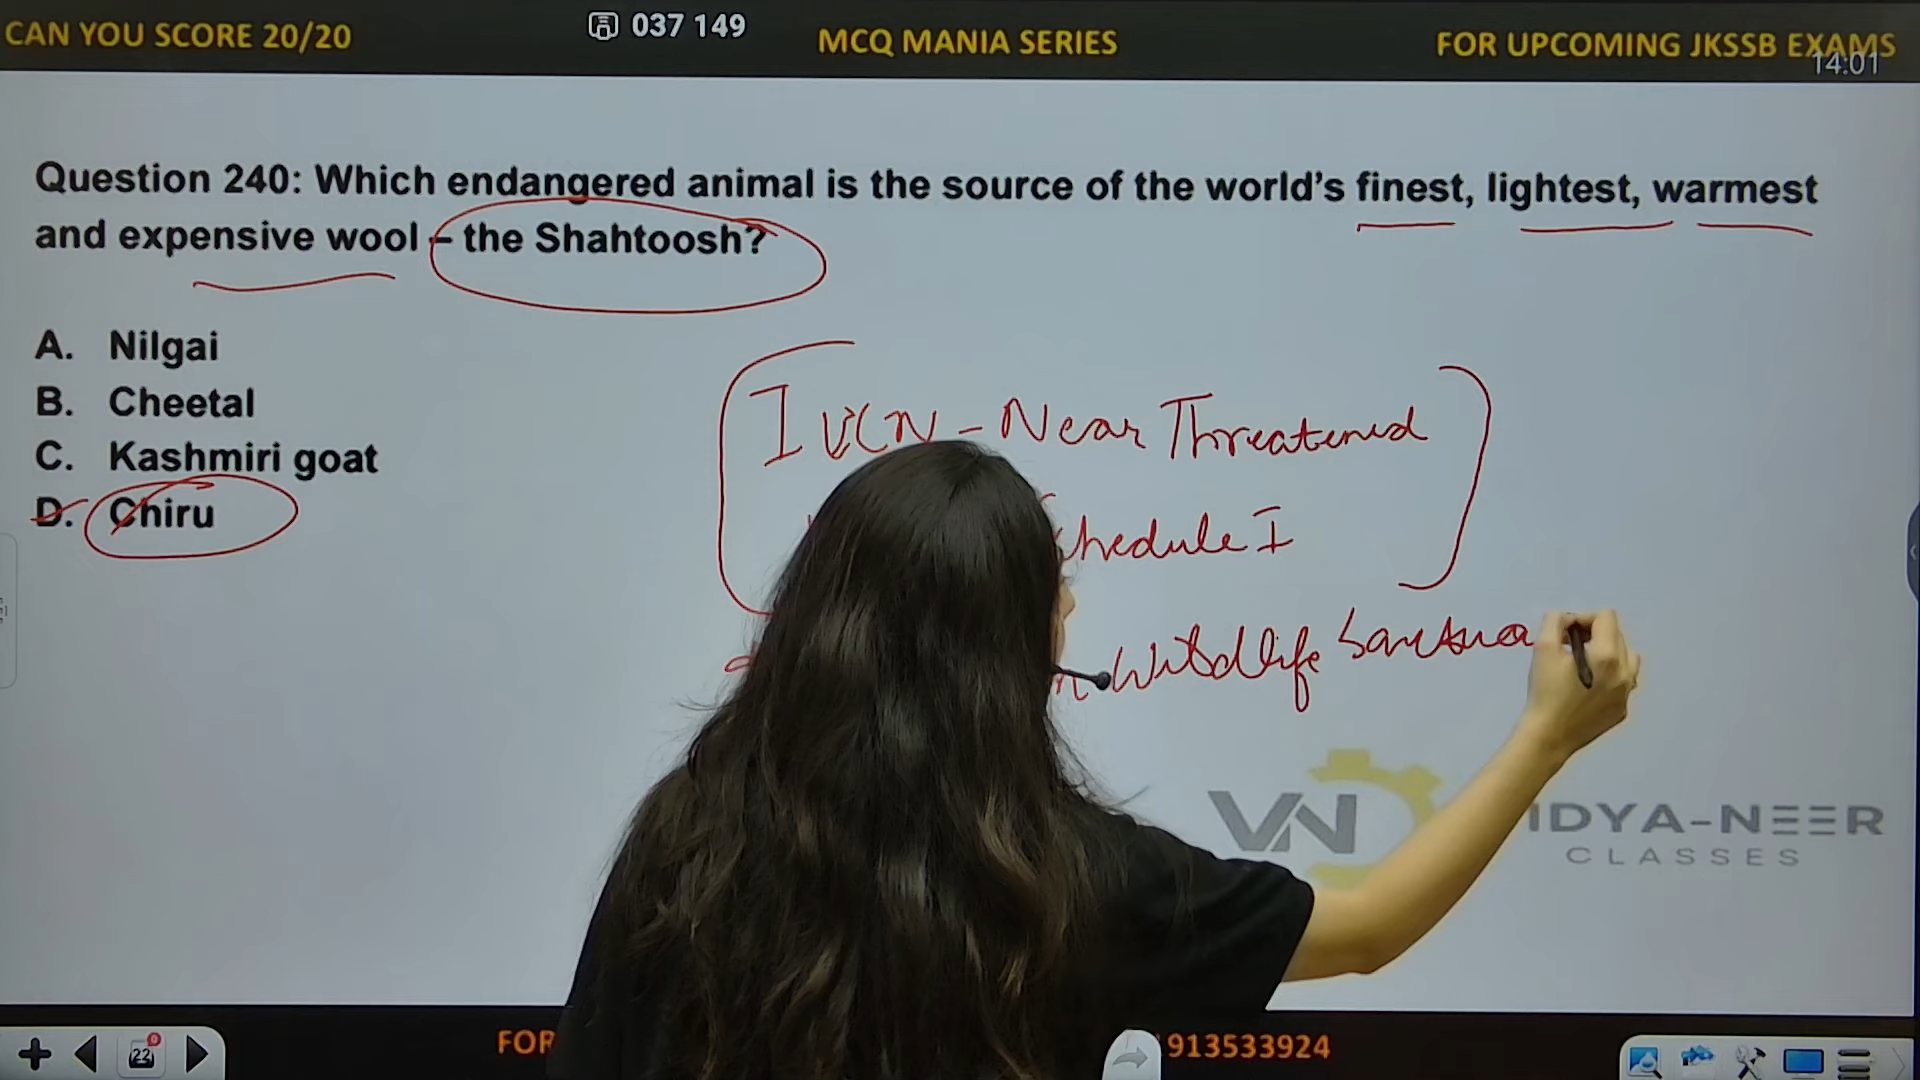 CAN YOU SCORE 20/20
037 149
MCQ MANIA SERIES
FOR UPCOMING JKSSB EXAMS
14:01
Question 240: Which endangered animal is the source of the world's finest, lightest, warmest
and expensive wool – the Shahtoosh?
A. Nilgai
B. Cheetal
C. Kashmiri goat
D. Chiru
IUCN - Near Threatened
Schedule I
Wildlife Sanctua
VN VIDYA-NEER
CLASSES
22
FOR
913533924